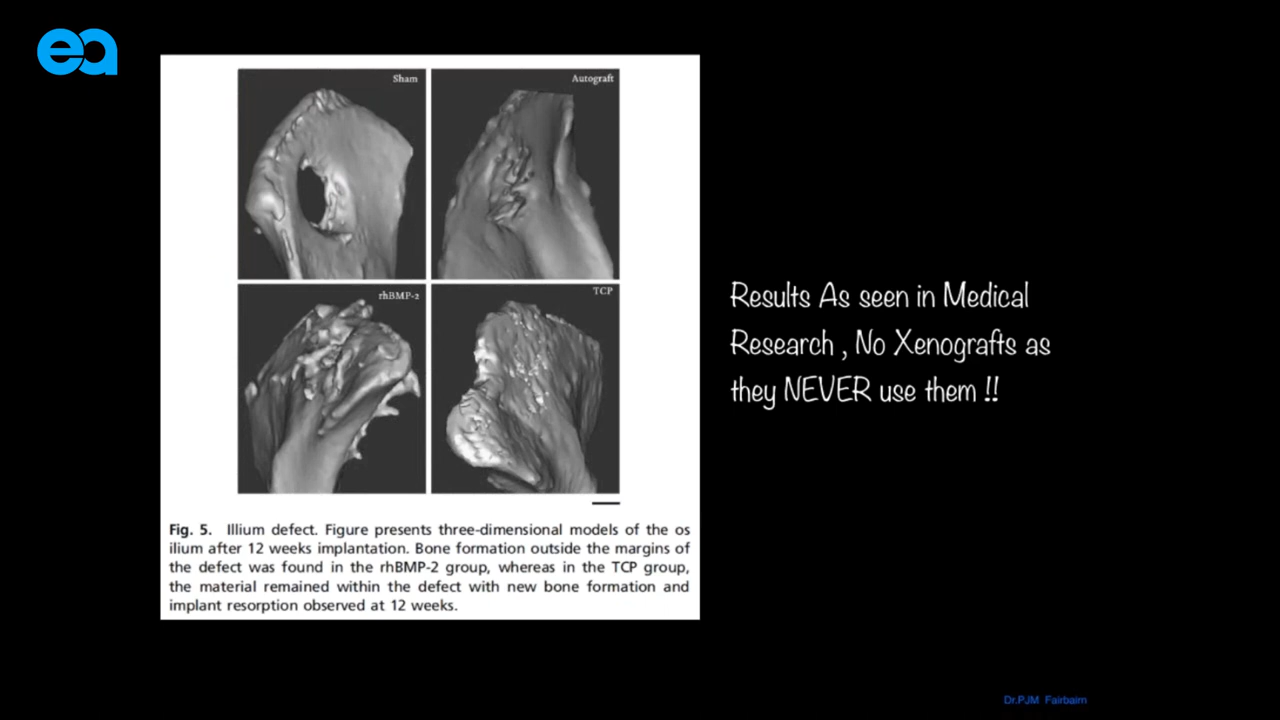 ea
Sham
Autograft
rhBMP-2
TCP
Results As seen in Medical
Research , No Xenografts as
they NEVER use them !!
Fig. 5. Illium defect. Figure presents three-dimensional models of the os
ilium after 12 weeks implantation. Bone formation outside the margins of
the defect was found in the rhBMP-2 group, whereas in the TCP group,
the material remained within the defect with new bone formation and
implant resorption observed at 12 weeks.
Dr.PJM Fairbairn